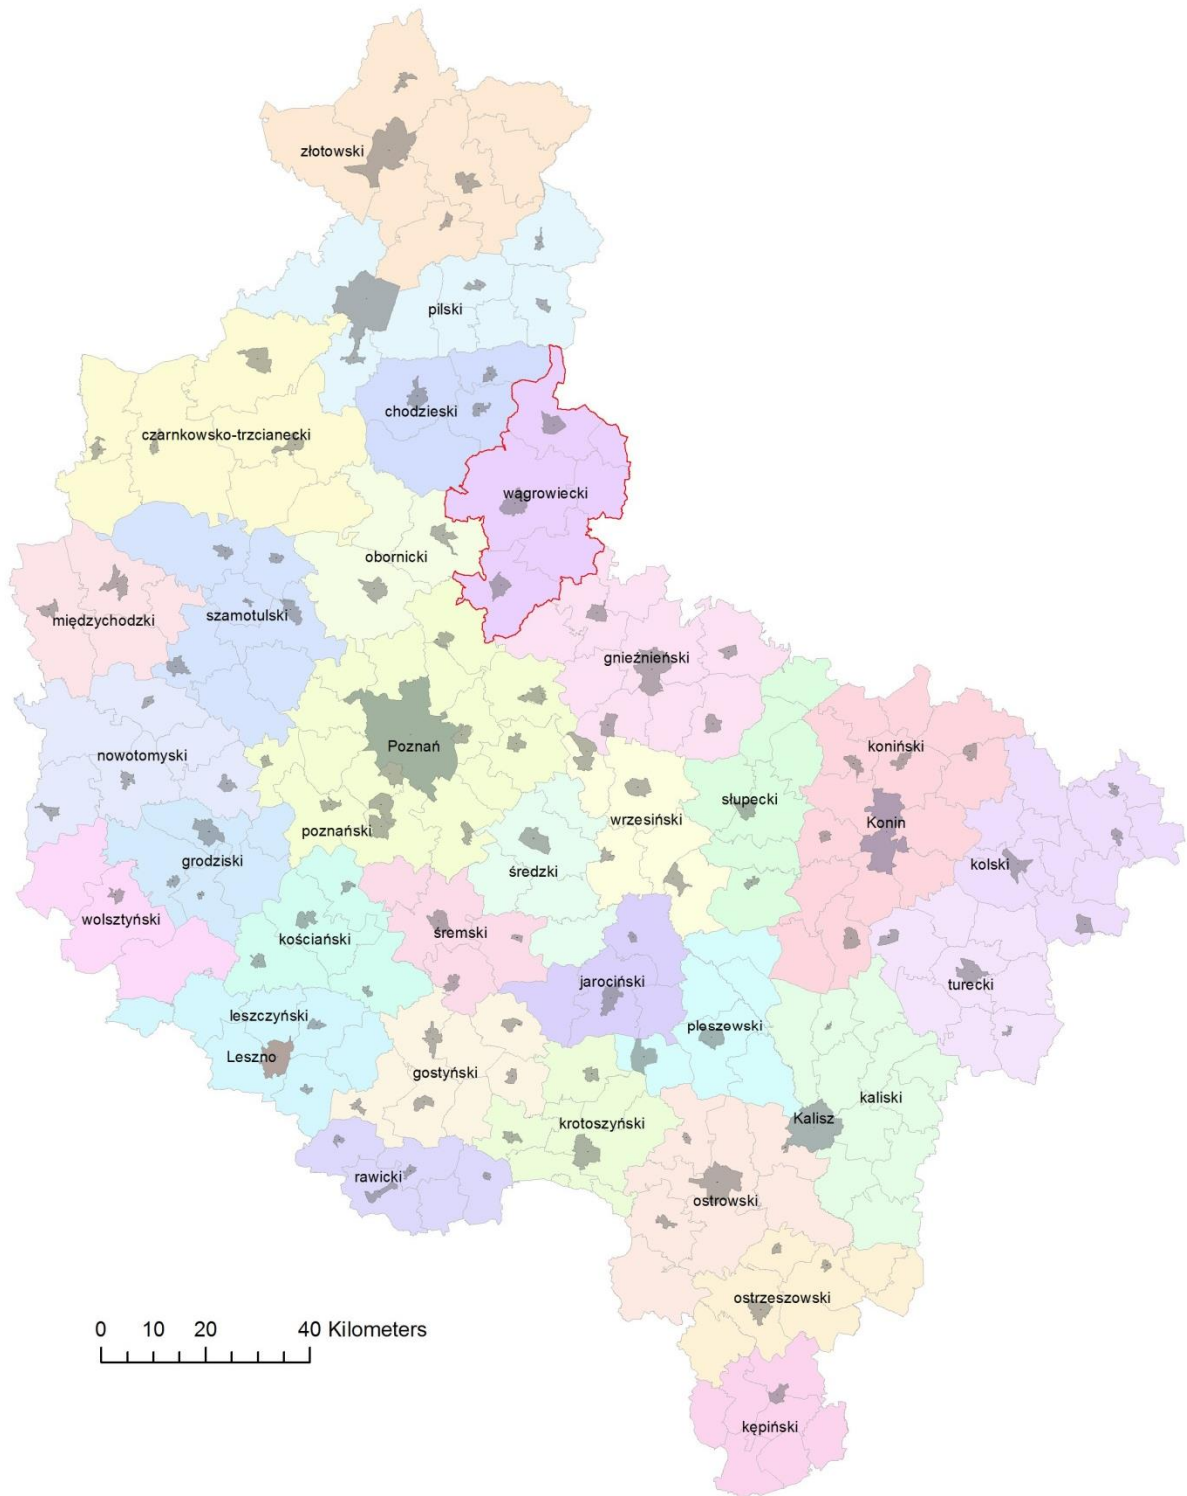 złotowski
pilski
chodzieski
czarnkowsko-trzcianecki
wągrowiecki
obornicki
międzychodzki
szamotulski
gnieźnieński
nowotomyski
Poznań
koniński
słupecki
wrzesiński
Konin
poznański
grodziski
średzki
kolski
wolsztyński
kościański
śremski
jarociński
turecki
leszczyński
pleszewski
Leszno
gostyński
kaliski
krotoszyński
Kalisz
rawicki
ostrowski
ostrzeszowski
0 10 20 40 Kilometers
kępiński